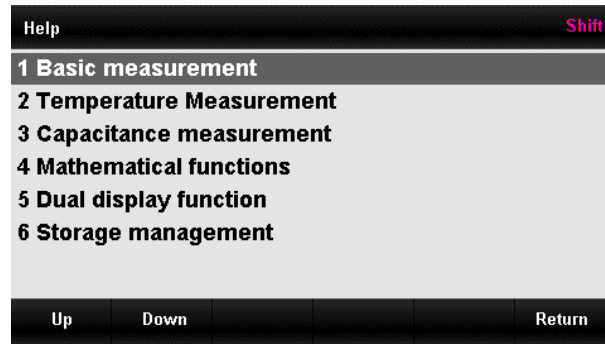 Help Shift
1 Basic measurement
2 Temperature Measurement
3 Capacitance measurement
4 Mathematical functions
5 Dual display function
6 Storage management
Up Down Return